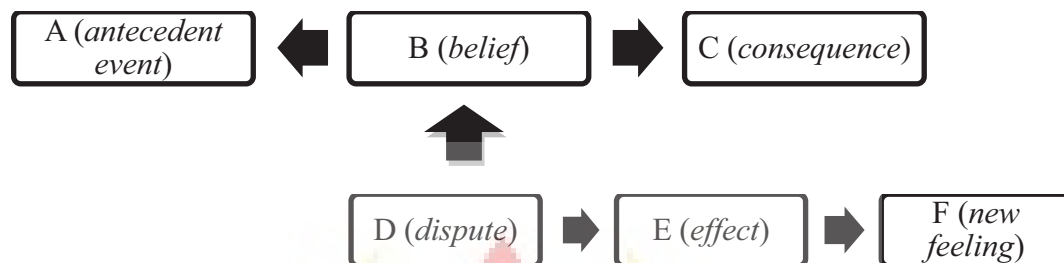 A (antecedent
event)
B (belief)
C (consequence)
D (dispute)
E (effect)
F (new
feeling)